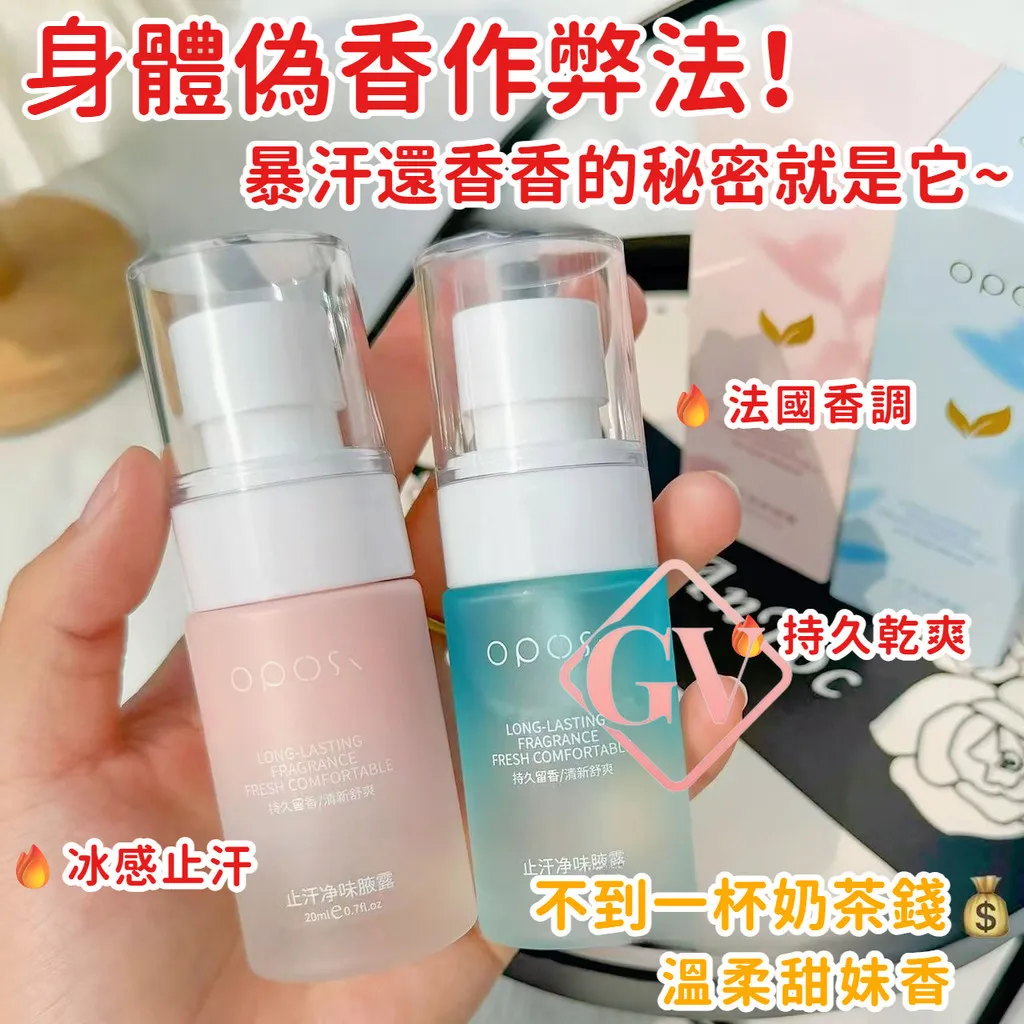 身體偽香作弊法!
暴汗還香香的秘密就是它~
opo
法國香調
持久乾爽
GV
oposı
LONG-LASTING
FRAGRANCE
FRESH COMFORTABLE
持久留香/清新舒爽
止汗净味腋露
20ml e 0.7fl.oz
opos
LONG-LASTING
FRAGRANCE
FRESH COMFORTABL
持久留香/清新舒爽
止汗净味腋露
冰感止汗
不到一杯奶茶錢
溫柔甜妹香